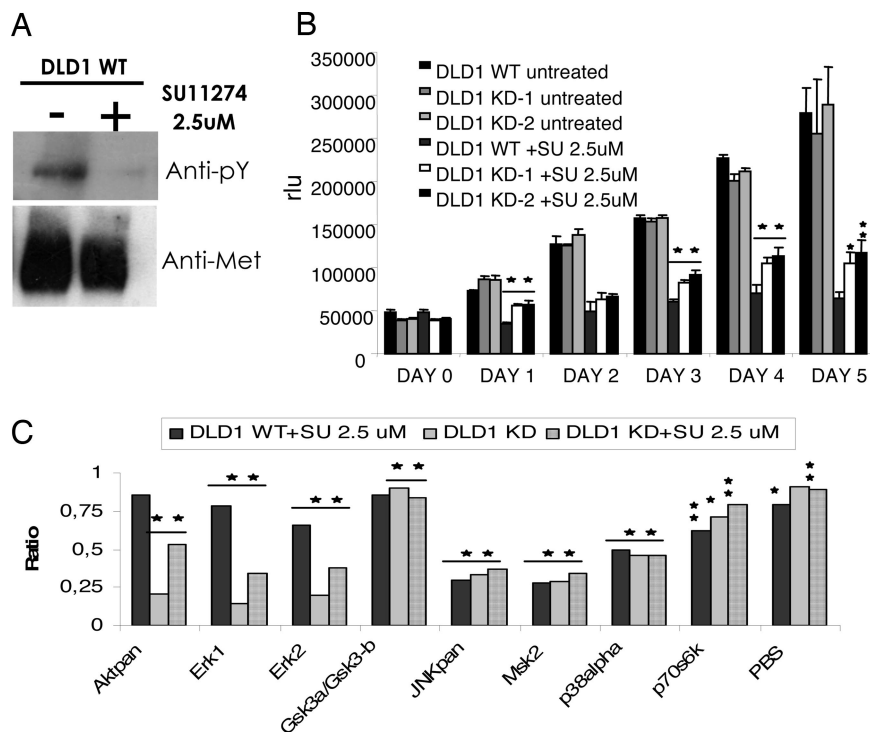 A
DLD1 WT
- +
SU11274
2.5uM
Anti-pY
Anti-Met
B
350000
300000
250000
200000
150000
100000
50000
0
rlu
DLD1 WT untreated
DLD1 KD-1 untreated
DLD1 KD-2 untreated
DLD1 WT +SU 2.5uM
DLD1 KD-1 +SU 2.5uM
DLD1 KD-2 +SU 2.5uM
DAY 0 DAY 1 DAY 2 DAY 3 DAY 4 DAY 5
C
DLD1 WT+SU 2.5 uM DLD1 KD DLD1 KD+SU 2.5 uM
1
0,75
0,5
0,25
0
Ratio
Aktpan Erk1 Erk2 Gsk3a/Gsk3-b JNKpan Msk2 p38alpha p70s6k PBS